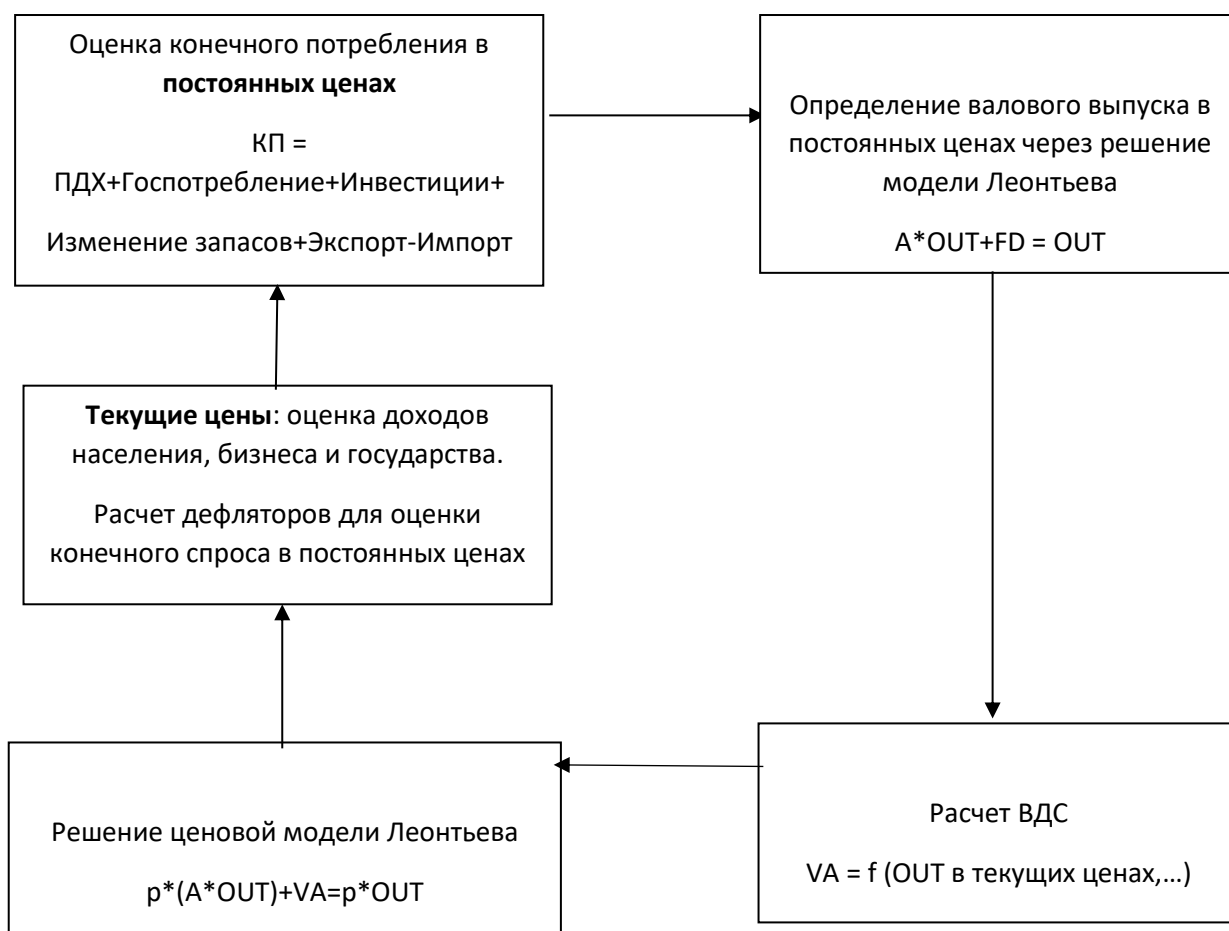 Оценка конечного потребления в
постоянных ценах
КП =
ПДХ+Госпотребление+Инвестиции+
Изменение запасов+Экспорт-Импорт
Определение валового выпуска в
постоянных ценах через решение
модели Леонтьева
A*OUT+FD = OUT
Текущие цены: оценка доходов
населения, бизнеса и государства.
Расчет дефляторов для оценки
конечного спроса в постоянных ценах
Решение ценовой модели Леонтьева
p*(A*OUT)+VA=p*OUT
Расчет ВДС
VA = f (OUT в текущих ценах,...)